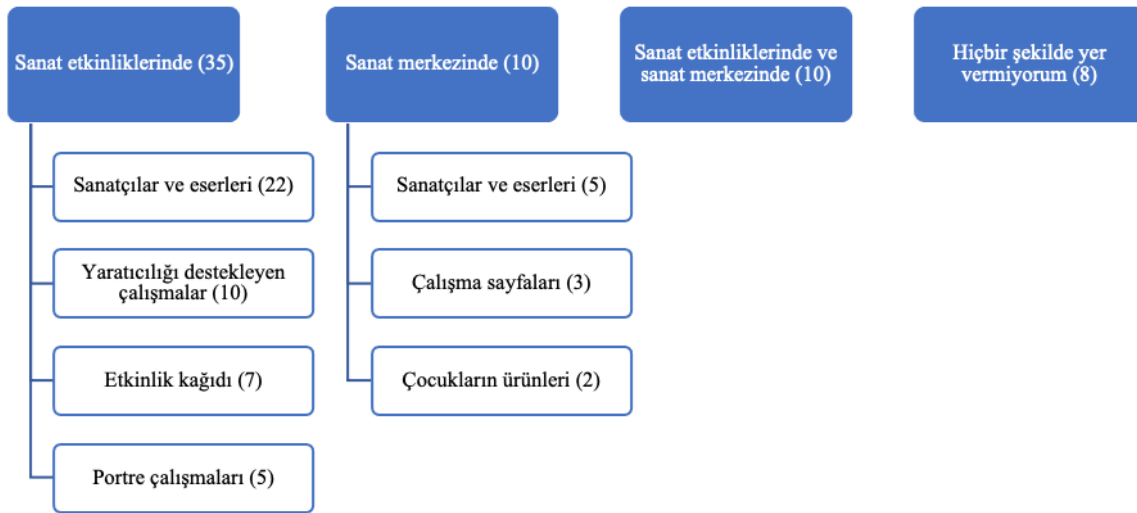 Sanat etkinliklerinde (35)
Sanatçılar ve eserleri (22)
Yaratıcılığı destekleyen
çalışmalar (10)
Etkinlik kağıdı (7)
Portre çalışmaları (5)
Sanat merkezinde (10)
Sanatçılar ve eserleri (5)
Çalışma sayfaları (3)
Çocukların ürünleri (2)
Sanat etkinliklerinde ve
sanat merkezinde (10)
Hiçbir şekilde yer
vermiyorum (8)